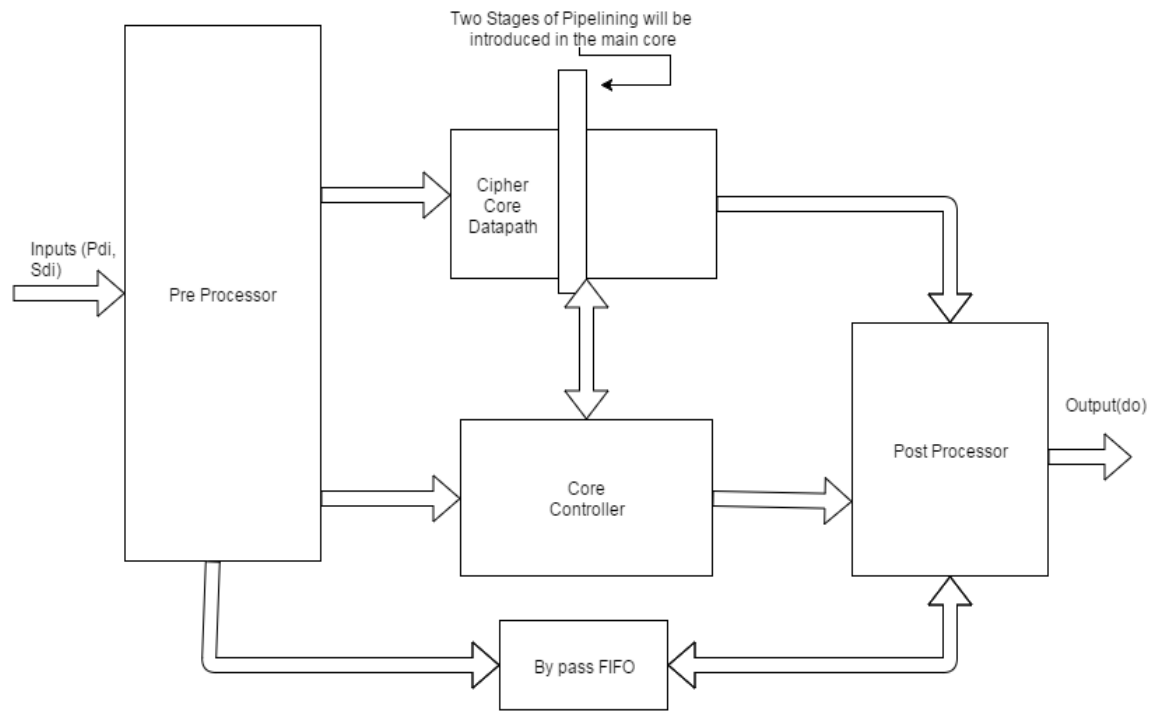 Two Stages of Pipelining will be
introduced in the main core
Cipher
Core
Datapath
Inputs (Pdi,
Sdi)
Pre Processor
Output(do)
Post Processor
Core
Controller
By pass FIFO